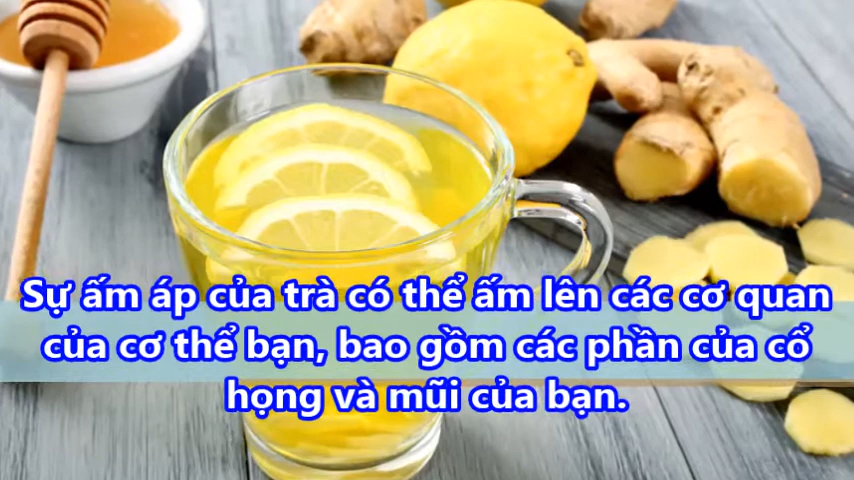 Sự ấm áp của trà có thể ấm lên các cơ quan
của cơ thể bạn, bao gồm các phần của cổ
họng và mũi của bạn.